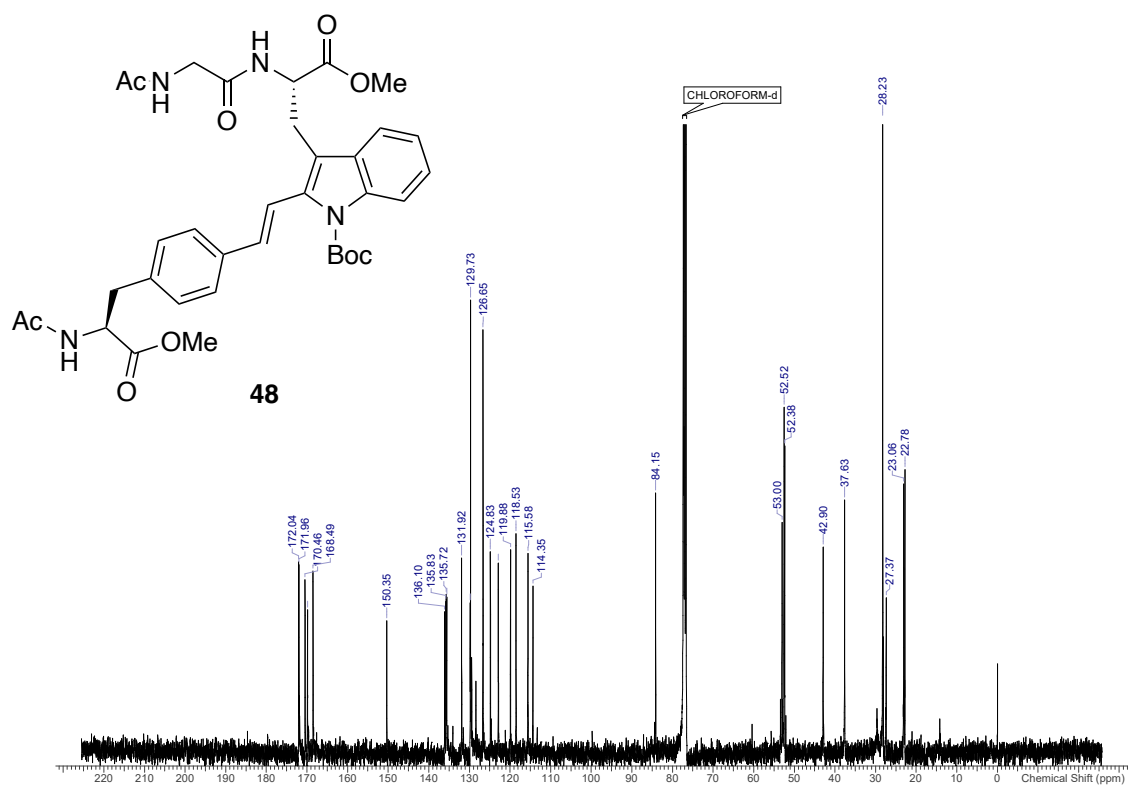 H
N
O
OMe
AcN
H
O
N
Boc
Ac
N
H
OMe
O
48
CHLOROFORM-d
172.04
171.96
170.46
168.49
150.35
136.10
135.83
135.72
131.92
129.73
126.65
124.83
119.88
118.53
115.58
114.35
84.15
53.00
52.52
52.38
42.90
37.63
28.23
27.37
23.06
22.78
220 210 200 190 180 170 160 150 140 130 120 110 100 90 80 70 60 50 40 30 20 10 0 Chemical Shift (ppm)